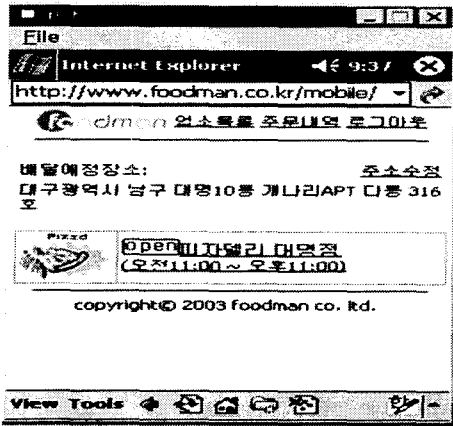 File
Internet Explorer 9:37
http://www.foodman.co.kr/mobile/
업소목록 주문내역 로그아웃
배달예정장소: 주소수정
대구광역시 남구 대명10동 개나리APT 다동 316
호
Pizza
open 피자델리 대명점
(오전11:00 ~ 오후11:00)
copyright© 2003 foodman co. ltd.
View Tools